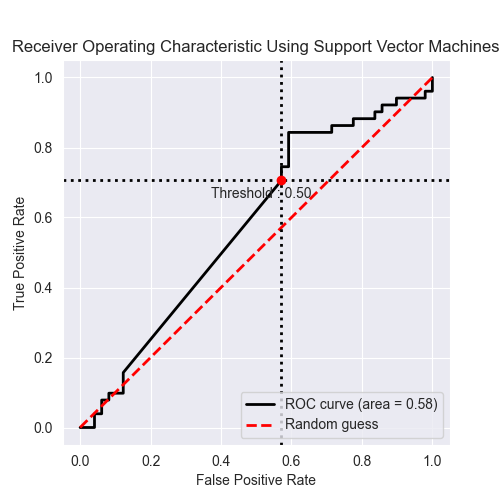 Receiver Operating Characteristic Using Support Vector Machines
1.0
0.8
0.6
0.4
0.2
0.0
True Positive Rate
Threshold : 0.50
ROC curve (area = 0.58)
Random guess
0.0 0.2 0.4 0.6 0.8 1.0
False Positive Rate